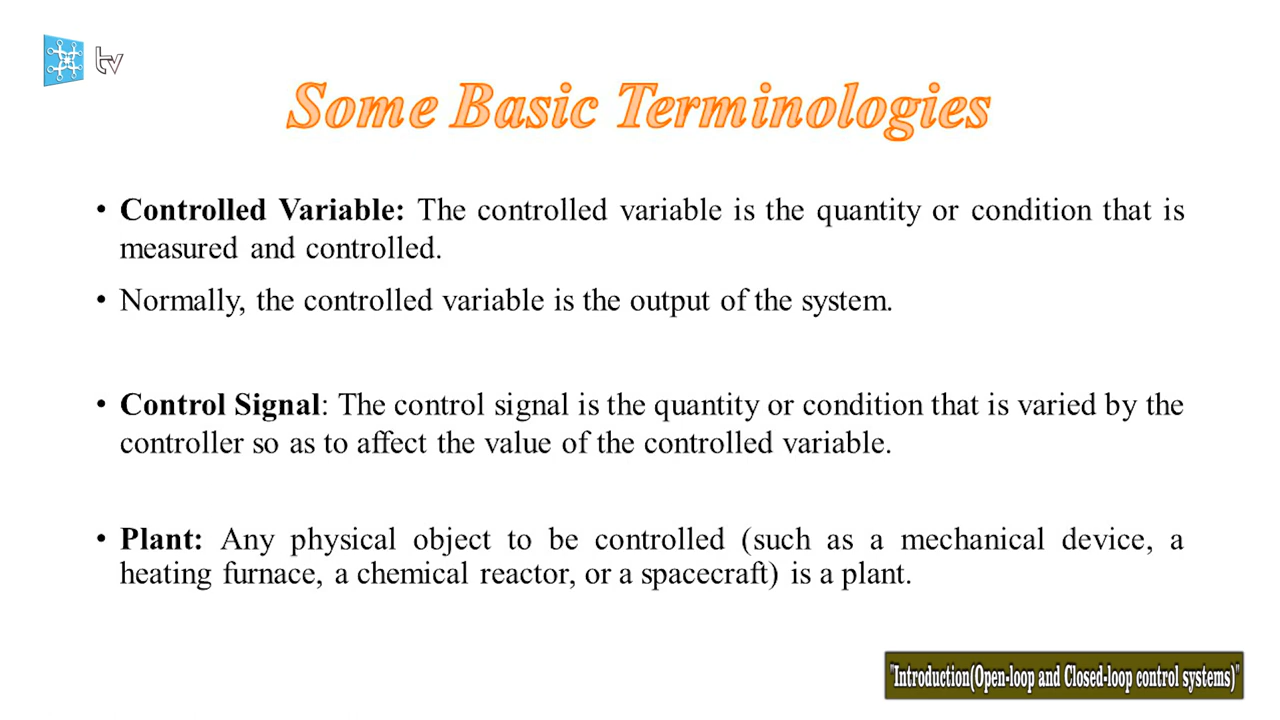 tv
Some Basic Terminologies
• Controlled Variable: The controlled variable is the quantity or condition that is
measured and controlled.
• Normally, the controlled variable is the output of the system.
• Control Signal: The control signal is the quantity or condition that is varied by the
controller so as to affect the value of the controlled variable.
• Plant: Any physical object to be controlled (such as a mechanical device, a
heating furnace, a chemical reactor, or a spacecraft) is a plant.
"Introduction(Open-loop and Closed-loop control systems)"